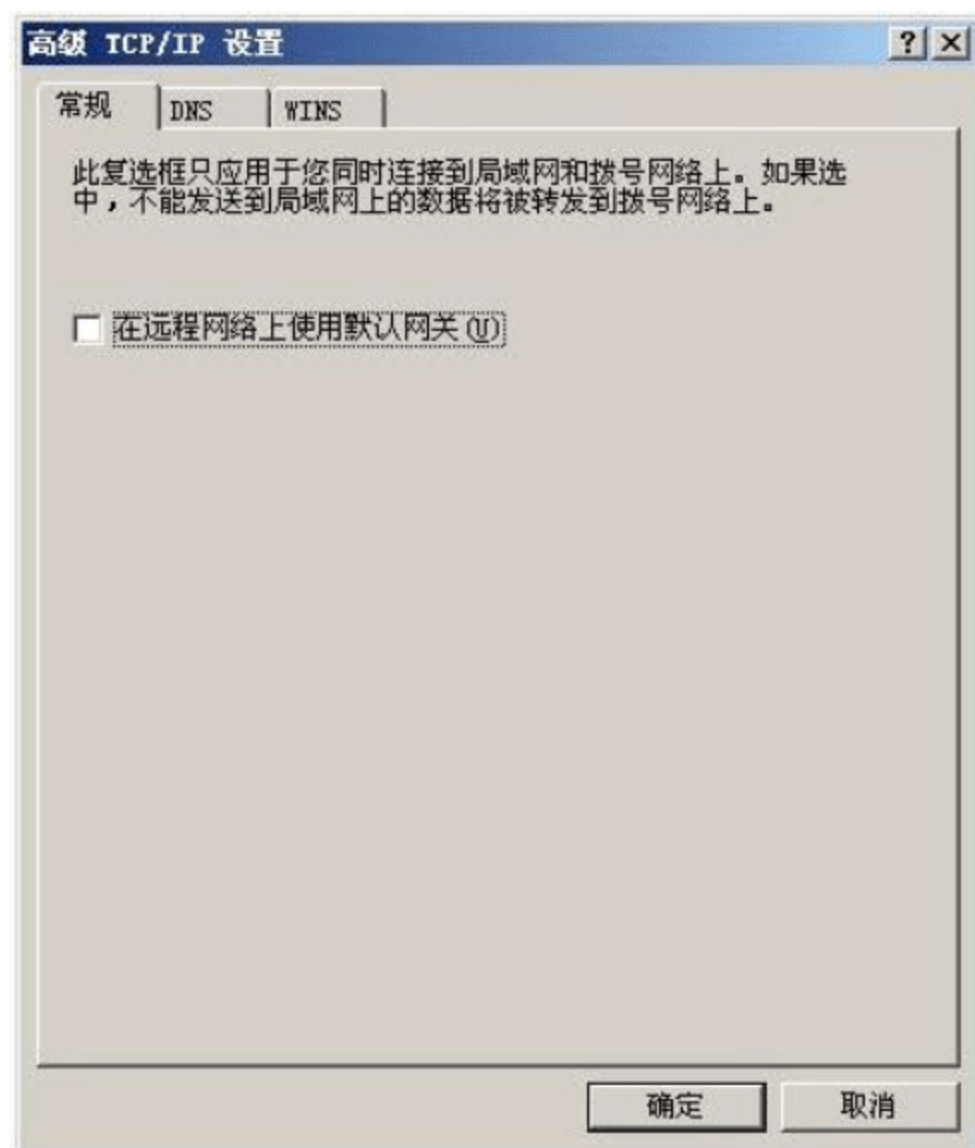 高级 TCP/IP 设置
常规 DNS WINS
此复选框只应用于您同时连接到局域网和拨号网络上。如果选
中，不能发送到局域网上的数据将被转发到拨号网络上。
在远程网络上使用默认网关(U)
确定 取消